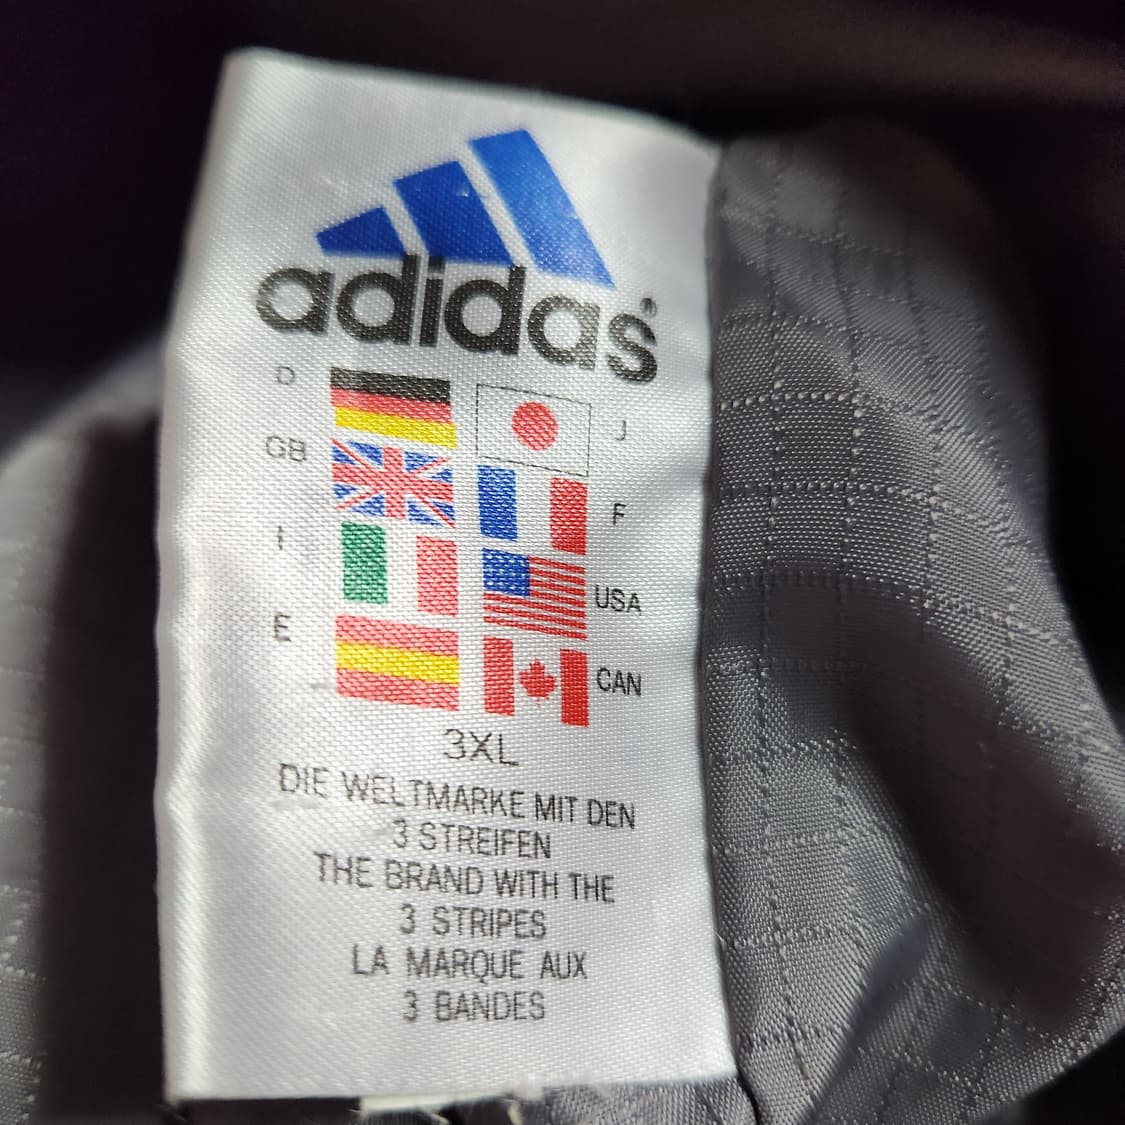 adidas®
D
J
GB
F
I
USA
E
CAN
3XL
DIE WELTMARKE MIT DEN
3 STREIFEN
THE BRAND WITH THE
3 STRIPES
LA MARQUE AUX
3 BANDES